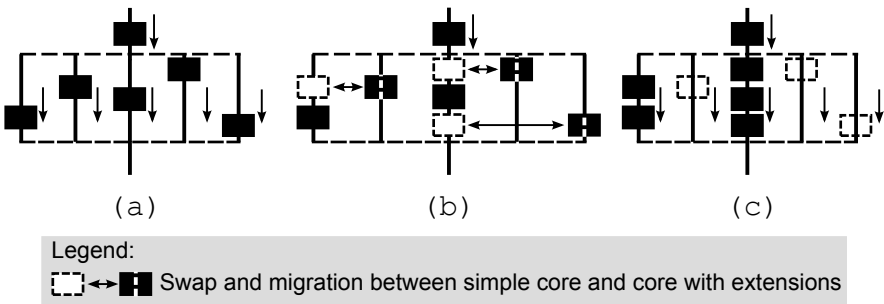 (a) (b) (c)
Legend:
Swap and migration between simple core and core with extensions